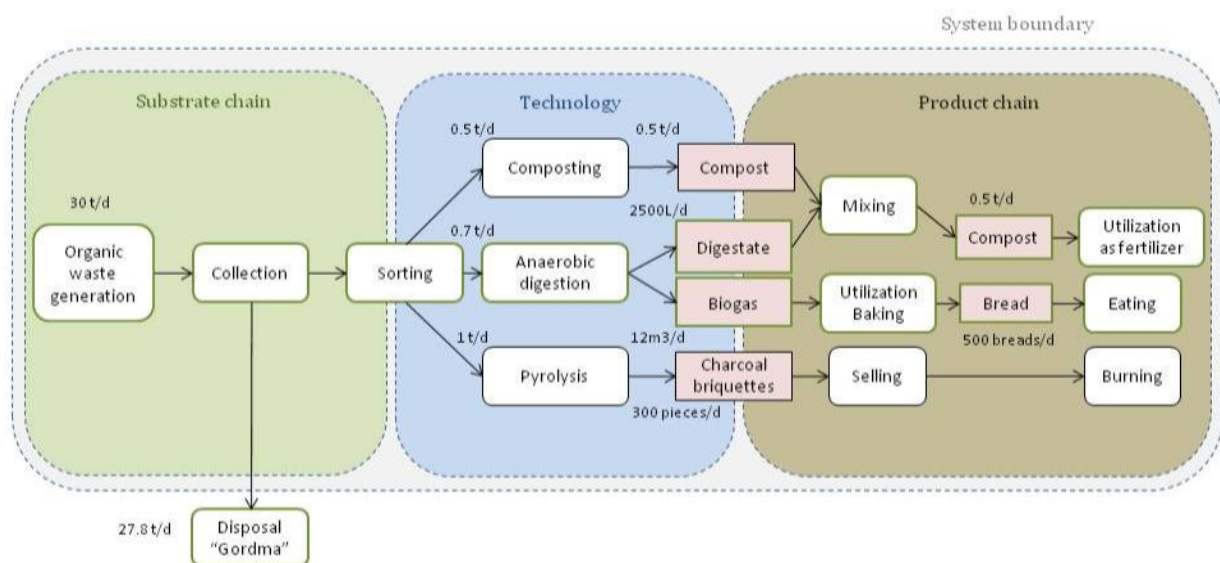 System boundary
Substrate chain
Technology
Product chain
0.5 t/d
0.5 t/d
Composting
Compost
30 t/d
Organic
waste
generation
Collection
Sorting
0.7 t/d
Anaerobic
digestion
2500L/d
Digestate
Biogas
Mixing
0.5 t/d
Compost
Utilization
as fertilizer
Utilization
Baking
Bread
Eating
500 breads/d
1 t/d
Pyrolysis
12m3/d
Charcoal
briquettes
300 pieces/d
Selling
Burning
27.8 t/d
Disposal
“Gordma”